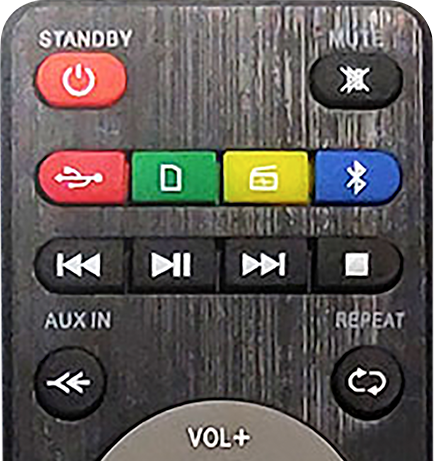 STANDBY
MUTE
AUX IN
REPEAT
VOL+